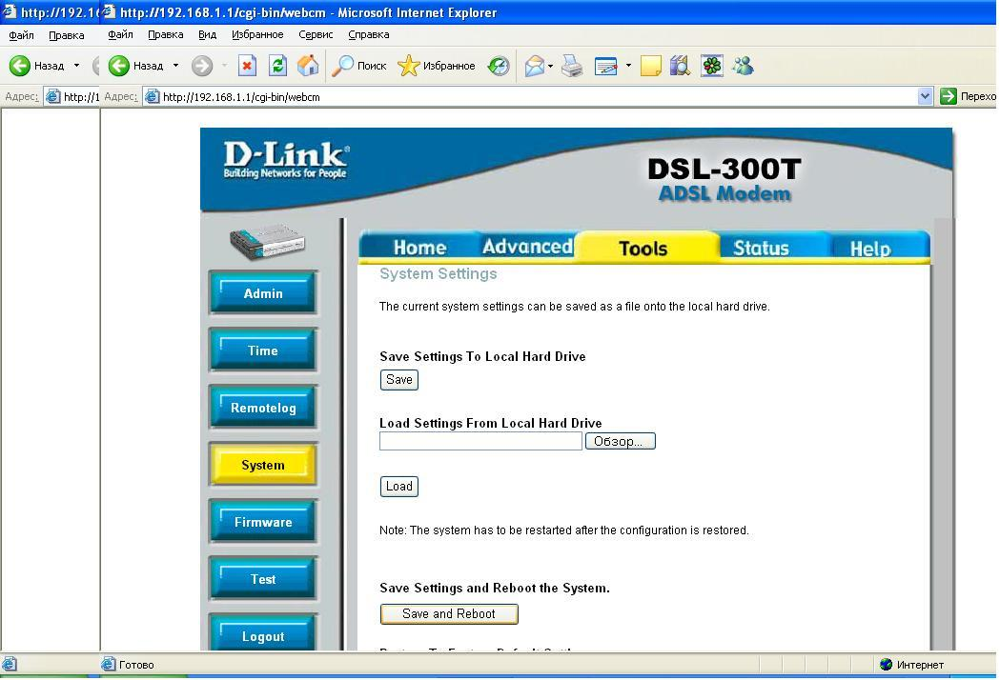 http://192.16
http://192.168.1.1/cgi-bin/webcm - Microsoft Internet Explorer
Файл Правка
Файл Правка Вид Избранное Сервис Справка
Назад
Назад Поиск Избранное
Адрес: http://1
Адрес: http://192.168.1.1/cgi-bin/webcm Перехо
D-Link®
Building Networks for People
DSL-300T
ADSL Modem
Home Advanced Tools Status Help
Admin
Time
Remotelog
System
Firmware
Test
Logout
System Settings
The current system settings can be saved as a file onto the local hard drive.
Save Settings To Local Hard Drive
Save
Load Settings From Local Hard Drive
Обзор...
Load
Note: The system has to be restarted after the configuration is restored.
Save Settings and Reboot the System.
Save and Reboot
Готово
Интернет